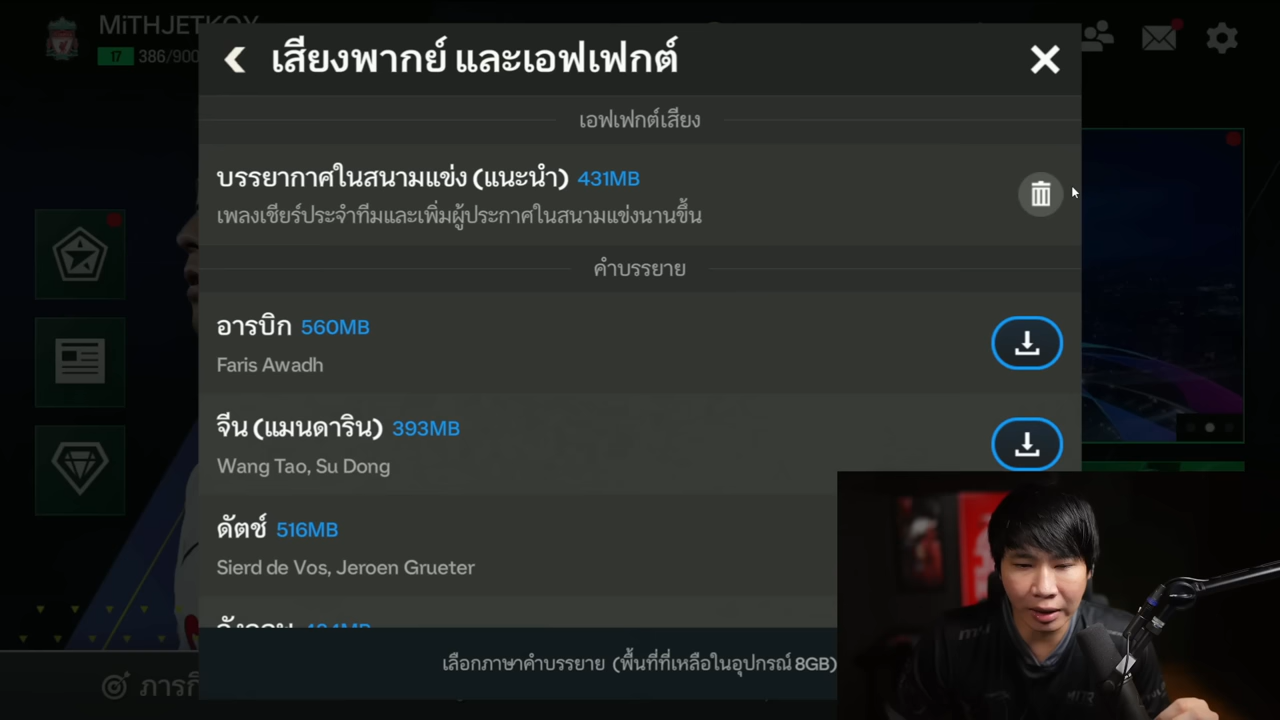 MiTHJETKOY
17 386/900
เสียงพากย์ และเอฟเฟกต์
เอฟเฟกต์เสียง
บรรยากาศในสนามแข่ง (แนะนำ) 431MB
เพลงเชียร์ประจำทีมและเพิ่มผู้ประกาศในสนามแข่งนานขึ้น
คำบรรยาย
อารบิก 560MB
Faris Awadh
จีน (แมนดาริน) 393MB
Wang Tao, Su Dong
ดัตช์ 516MB
Sierd de Vos, Jeroen Grueter
เลือกภาษาคำบรรยาย (พื้นที่ที่เหลือในอุปกรณ์ 8GB)